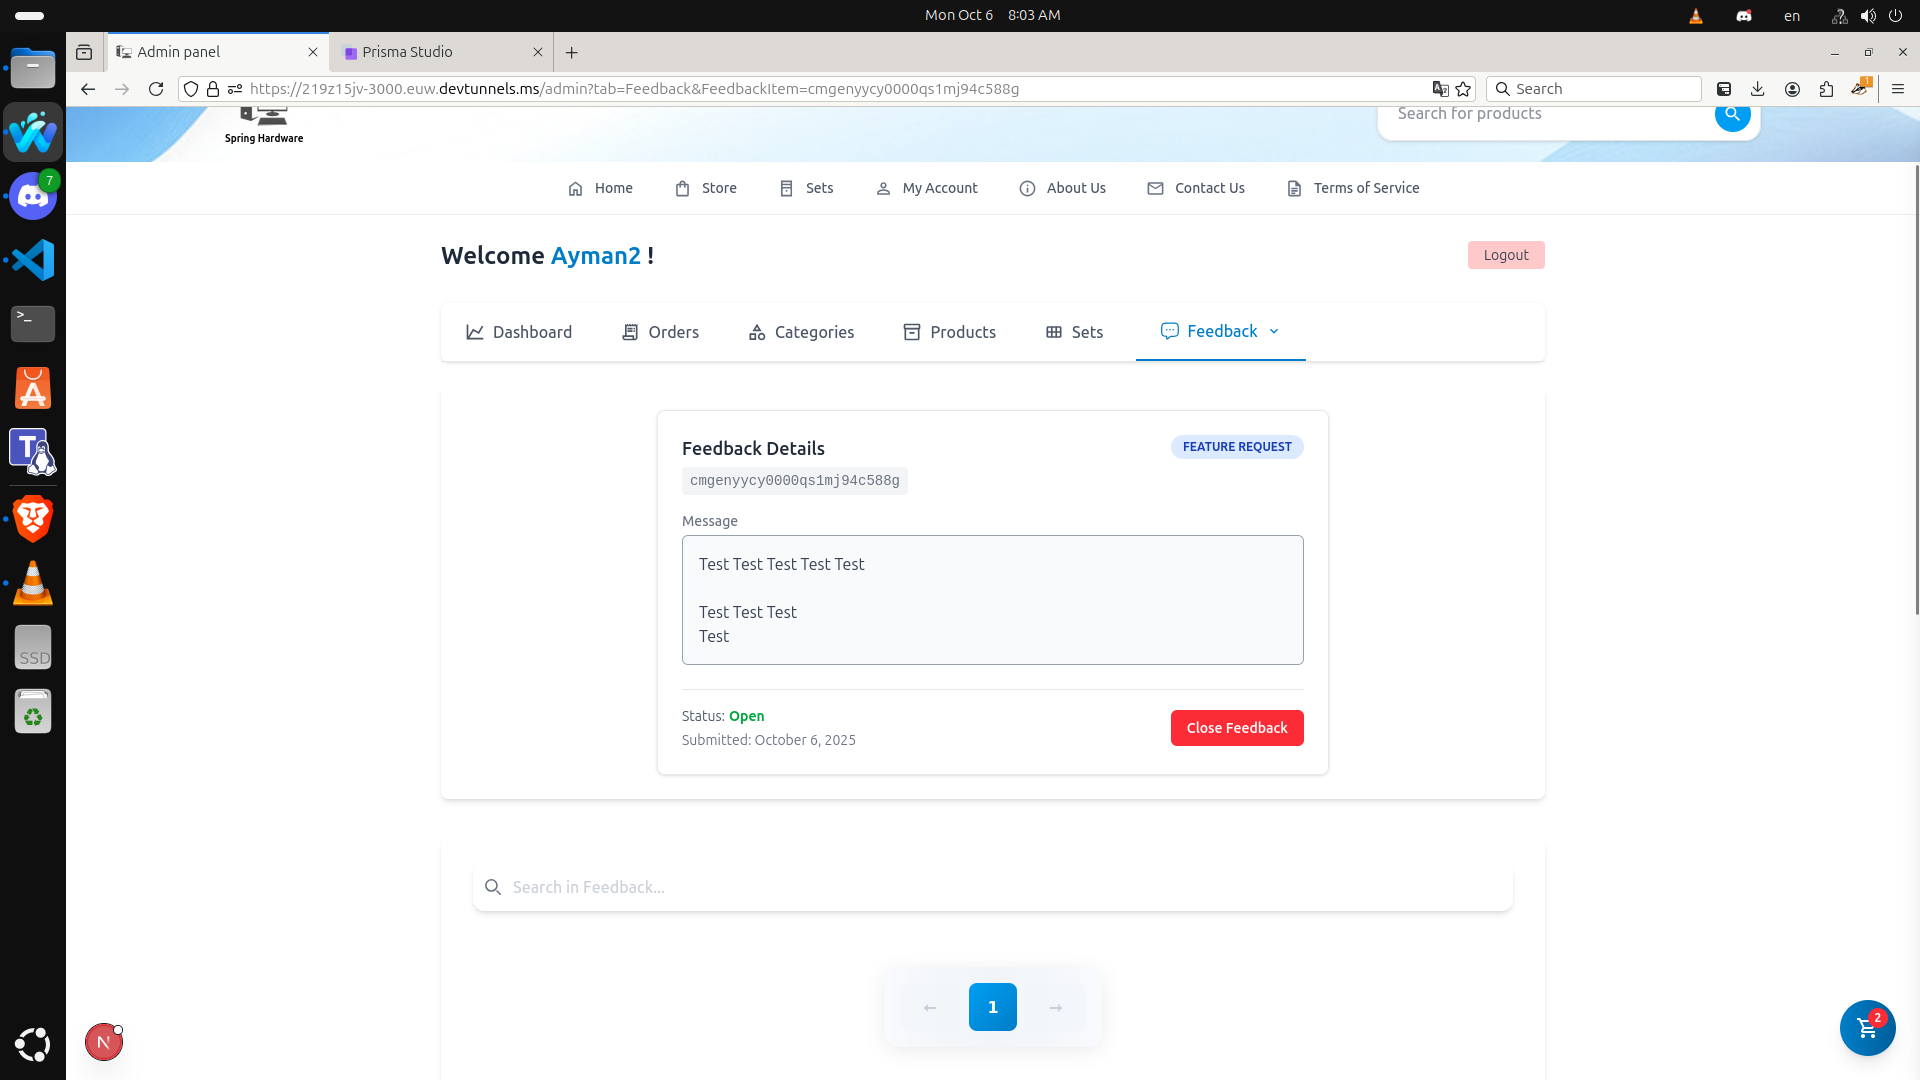 Mon Oct 6 8:03 AM
en
Admin panel
Prisma Studio
https://219z15jv-3000.euw.devtunnels.ms/admin?tab=Feedback&FeedbackItem=cmgenyycy0000qs1mj94c588g
Search
1
Spring Hardware
Search for products
7
Home
Store
Sets
My Account
About Us
Contact Us
Terms of Service
Welcome Ayman2 !
Logout
Dashboard
Orders
Categories
Products
Sets
Feedback
Feedback Details
FEATURE REQUEST
cmgenyycy0000qs1mj94c588g
Message
Test Test Test Test Test
Test Test Test
Test
Status: Open
Submitted: October 6, 2025
Close Feedback
SSD
Search in Feedback...
← 1 →
N
2